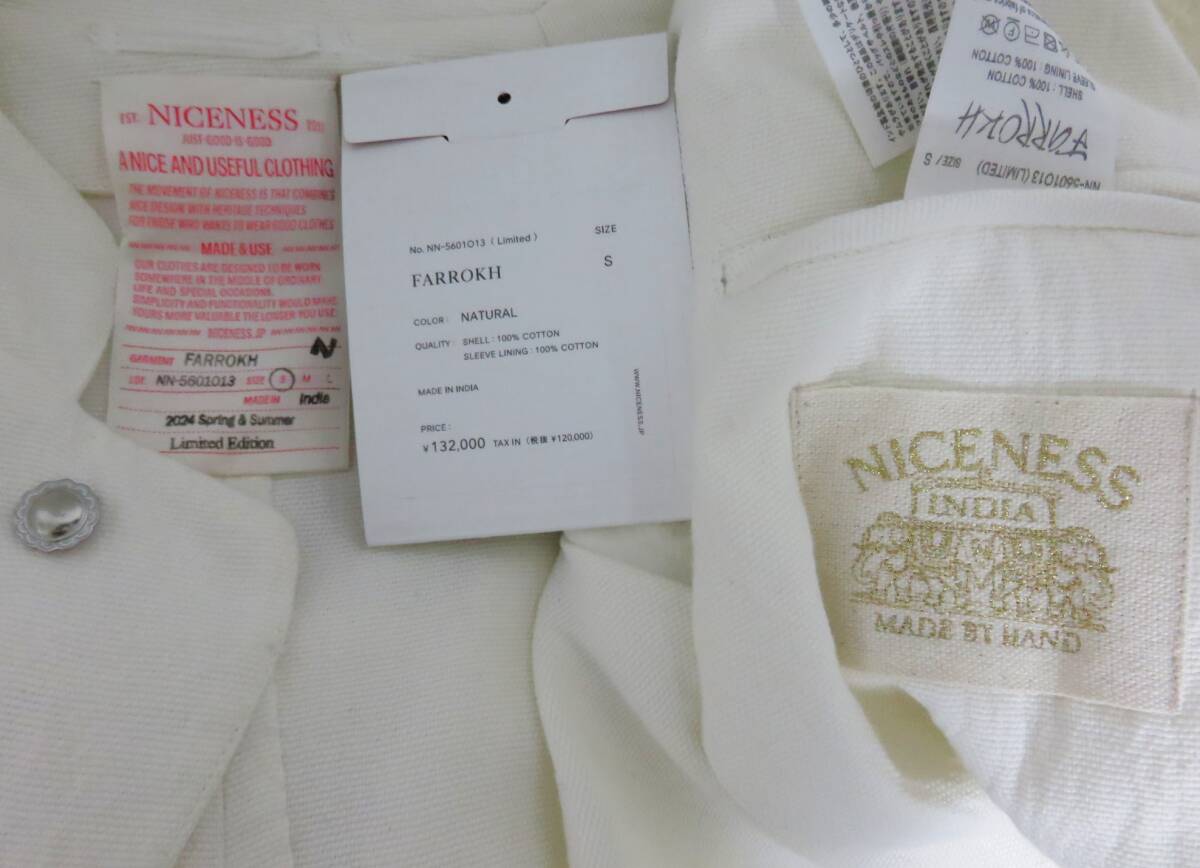 EST. NICENESS
JUST-GOOD-IS-GOOD
A NICE AND USEFUL CLOTHING
THE MOVEMENT OF NICENESS IS THAT COMBINES
NICE DESIGN WITH HERITAGE TECHNIQUES
FOR THOSE WHO WANTS TO WEAR GOOD CLOTHES
MADE & USE
OUR CLOTHES ARE DESIGNED TO BE WORN
SOMEWHERE IN THE MIDDLE OF ORDINARY
LIFE AND SPECIAL OCCASIONS.
SIMPLICITY AND FUNCTIONALITY WOULD MAKE
YOURS MORE VALUABLE THE LONGER YOU USE
NICENESS.JP
GARMENT FARROKH N
LOT. NN-5601013 SIZE S M L
MADE IN India
2024 Spring & Summer
Limited Edition
No. NN-5601013 ( Limited ) SIZE
FARROKH S
COLOR: NATURAL
QUALITY: SHELL : 100% COTTON
SLEEVE LINING : 100% COTTON
MADE IN INDIA
PRICE:
¥ 132,000 TAX IN (税抜 ¥120,000)
WWW.NICENESS.JP
NN-5601013 (LIMITED) SIZE / S
FARROKH
SHELL : 100% COTTON
SLEEVE LINING : 100% COTTON
NICENESS
INDIA
MADE BY HAND